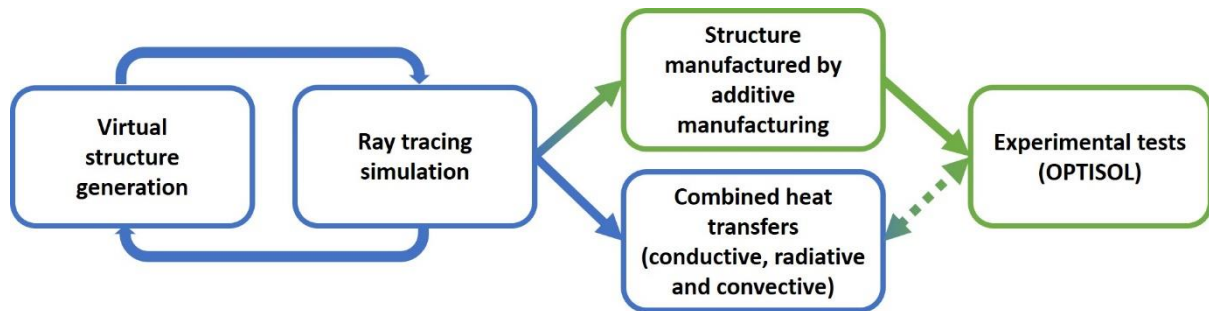 Virtual
structure
generation
Ray tracing
simulation
Structure
manufactured by
additive
manufacturing
Combined heat
transfers
(conductive, radiative
and convective)
Experimental tests
(OPTISOL)